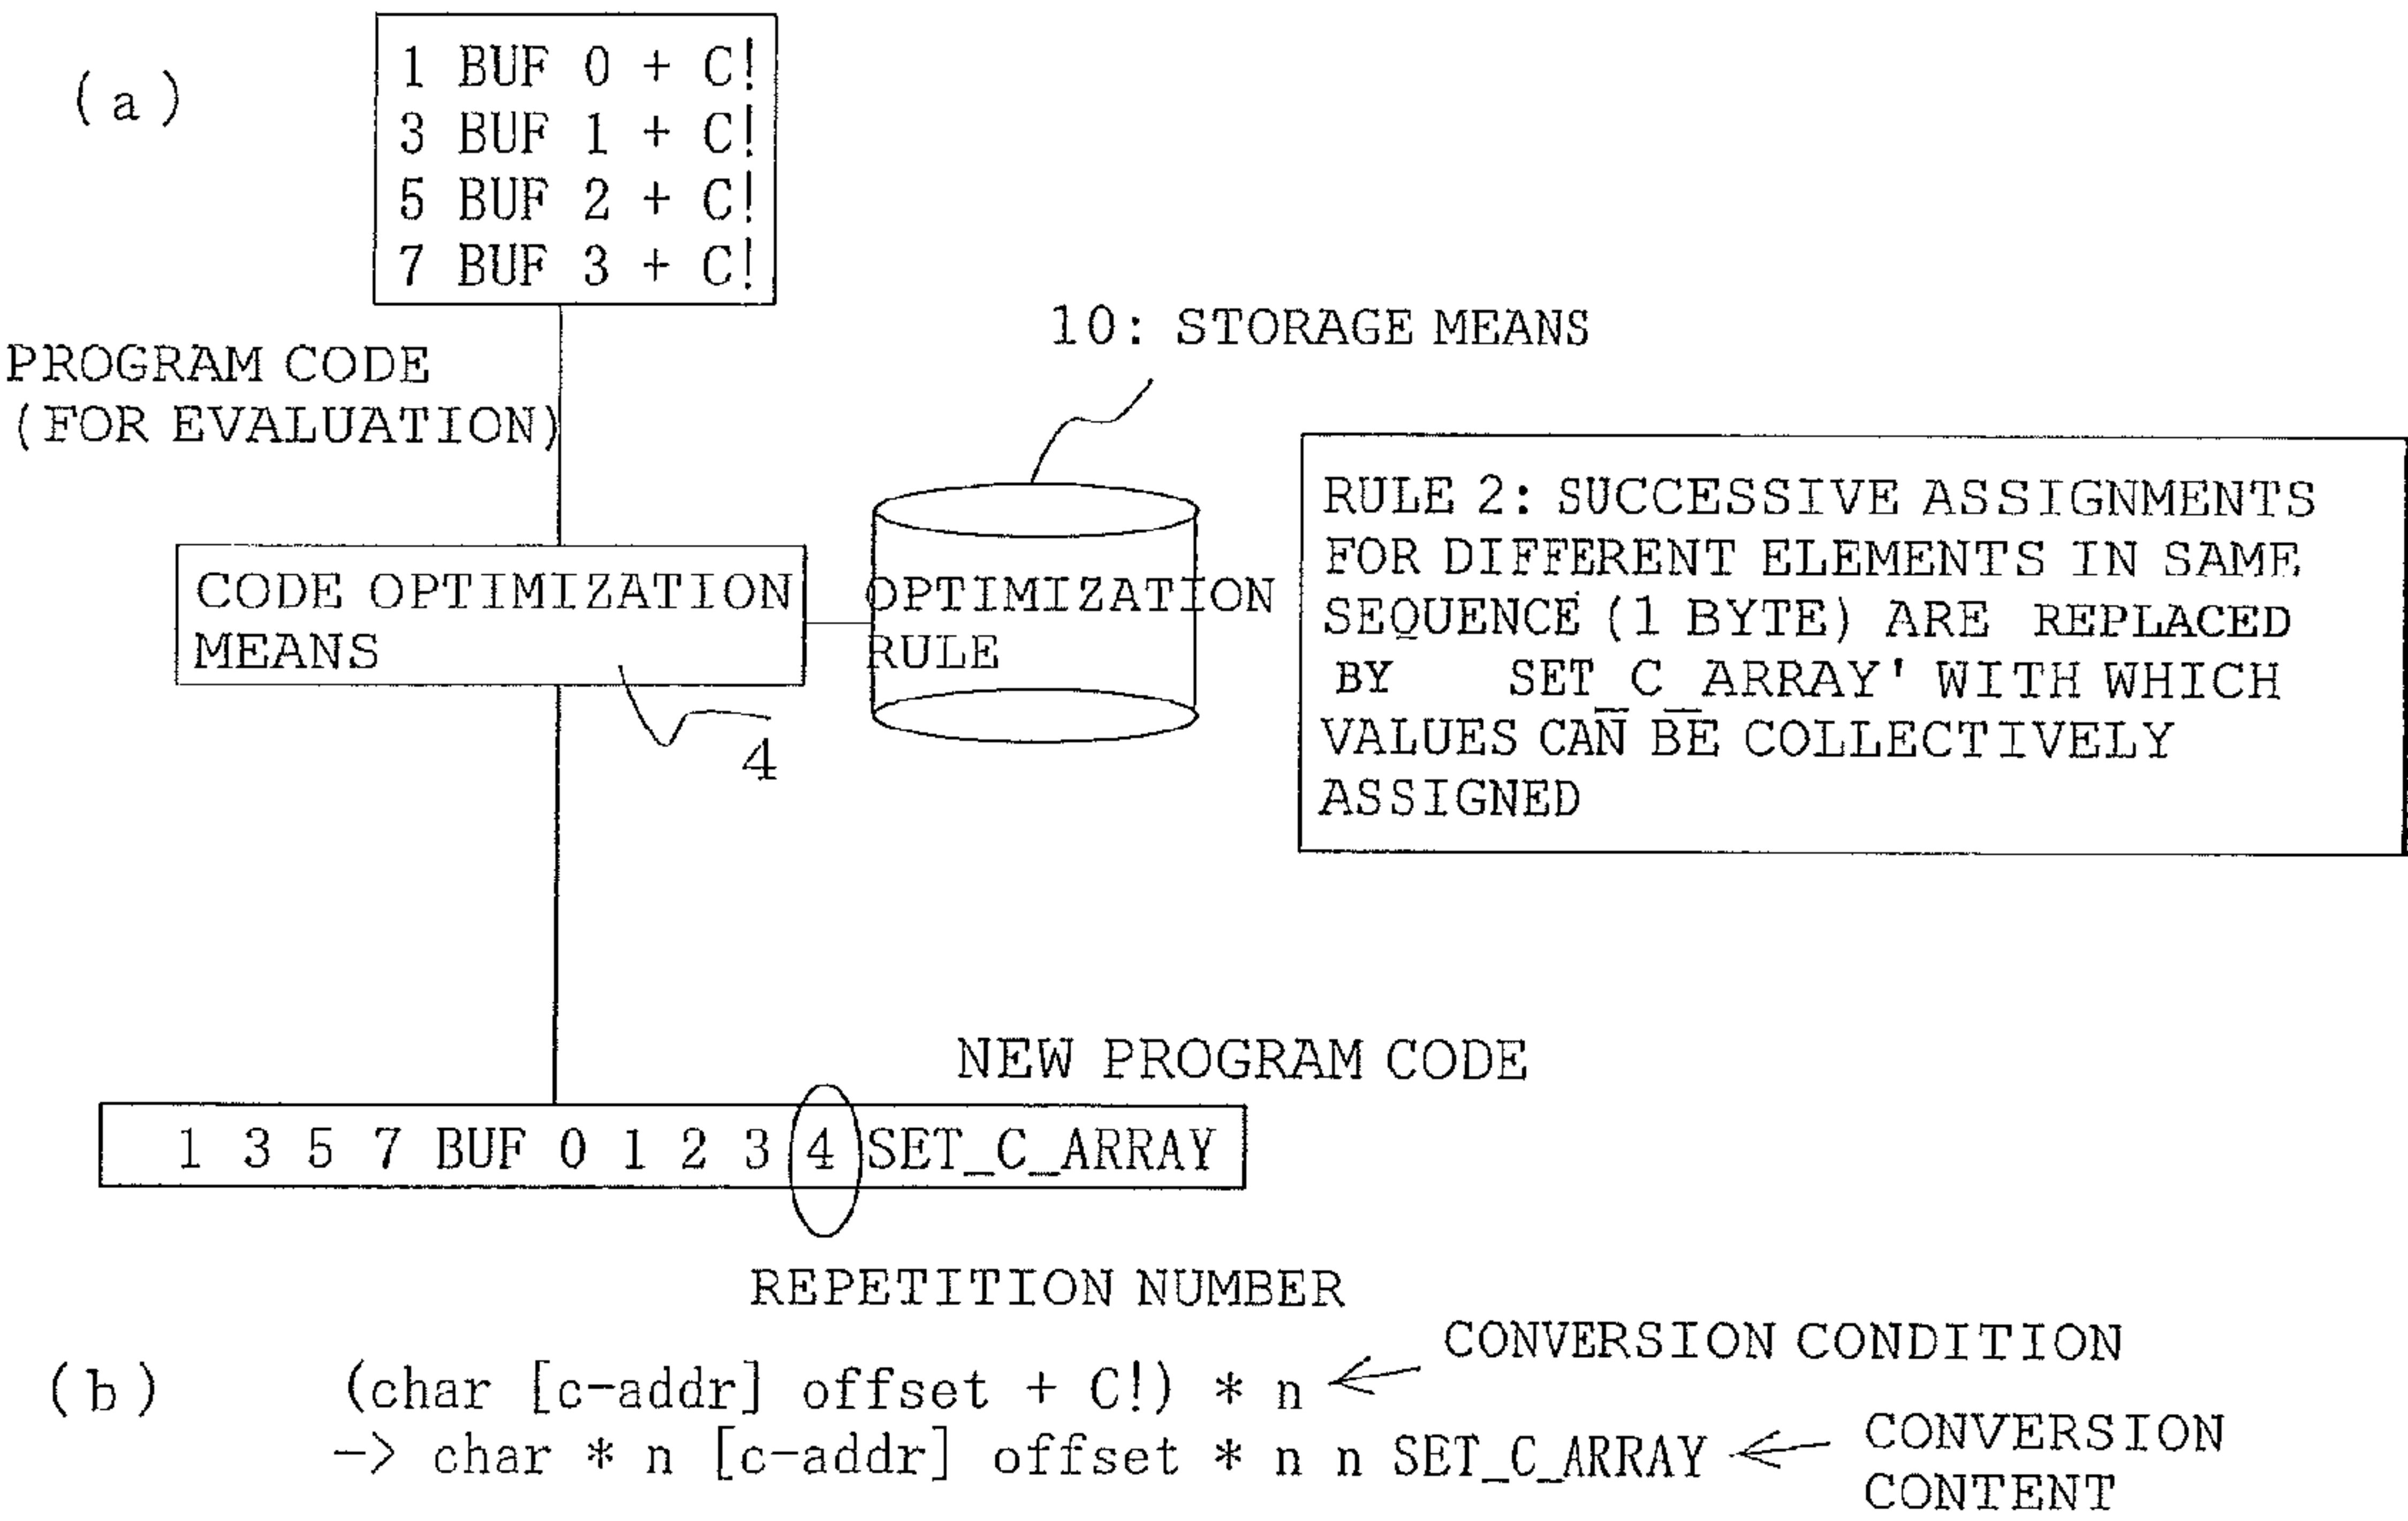 (a)
1 BUF 0 + C!
3 BUF 1 + C!
5 BUF 2 + C!
7 BUF 3 + C!
PROGRAM CODE
(FOR EVALUATION)
10: STORAGE MEANS
CODE OPTIMIZATION
MEANS
4
OPTIMIZATION
RULE
RULE 2: SUCCESSIVE ASSIGNMENTS
FOR DIFFERENT ELEMENTS IN SAME
SEQUENCE (1 BYTE) ARE REPLACED
BY SET_C_ARRAY' WITH WHICH
VALUES CAN BE COLLECTIVELY
ASSIGNED
NEW PROGRAM CODE
1 3 5 7 BUF 0 1 2 3 4 SET_C_ARRAY
REPETITION NUMBER
(b)
(char [c-addr] offset + C!) * n
CONVERSION CONDITION
-> char * n [c-addr] offset * n n SET_C_ARRAY
CONVERSION
CONTENT